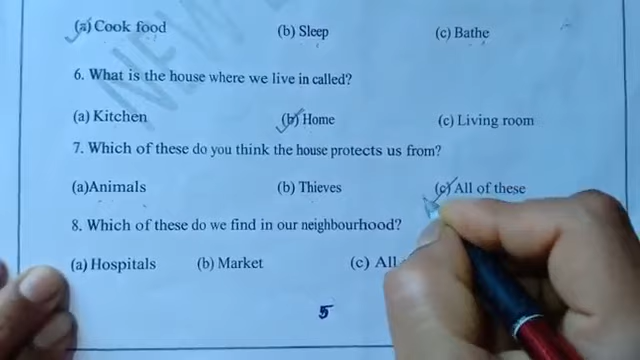 (a) Cook food (b) Sleep (c) Bathe
6. What is the house where we live in called?
(a) Kitchen (b) Home (c) Living room
7. Which of these do you think the house protects us from?
(a)Animals (b) Thieves (c) All of these
8. Which of these do we find in our neighbourhood?
(a) Hospitals (b) Market (c) All
5